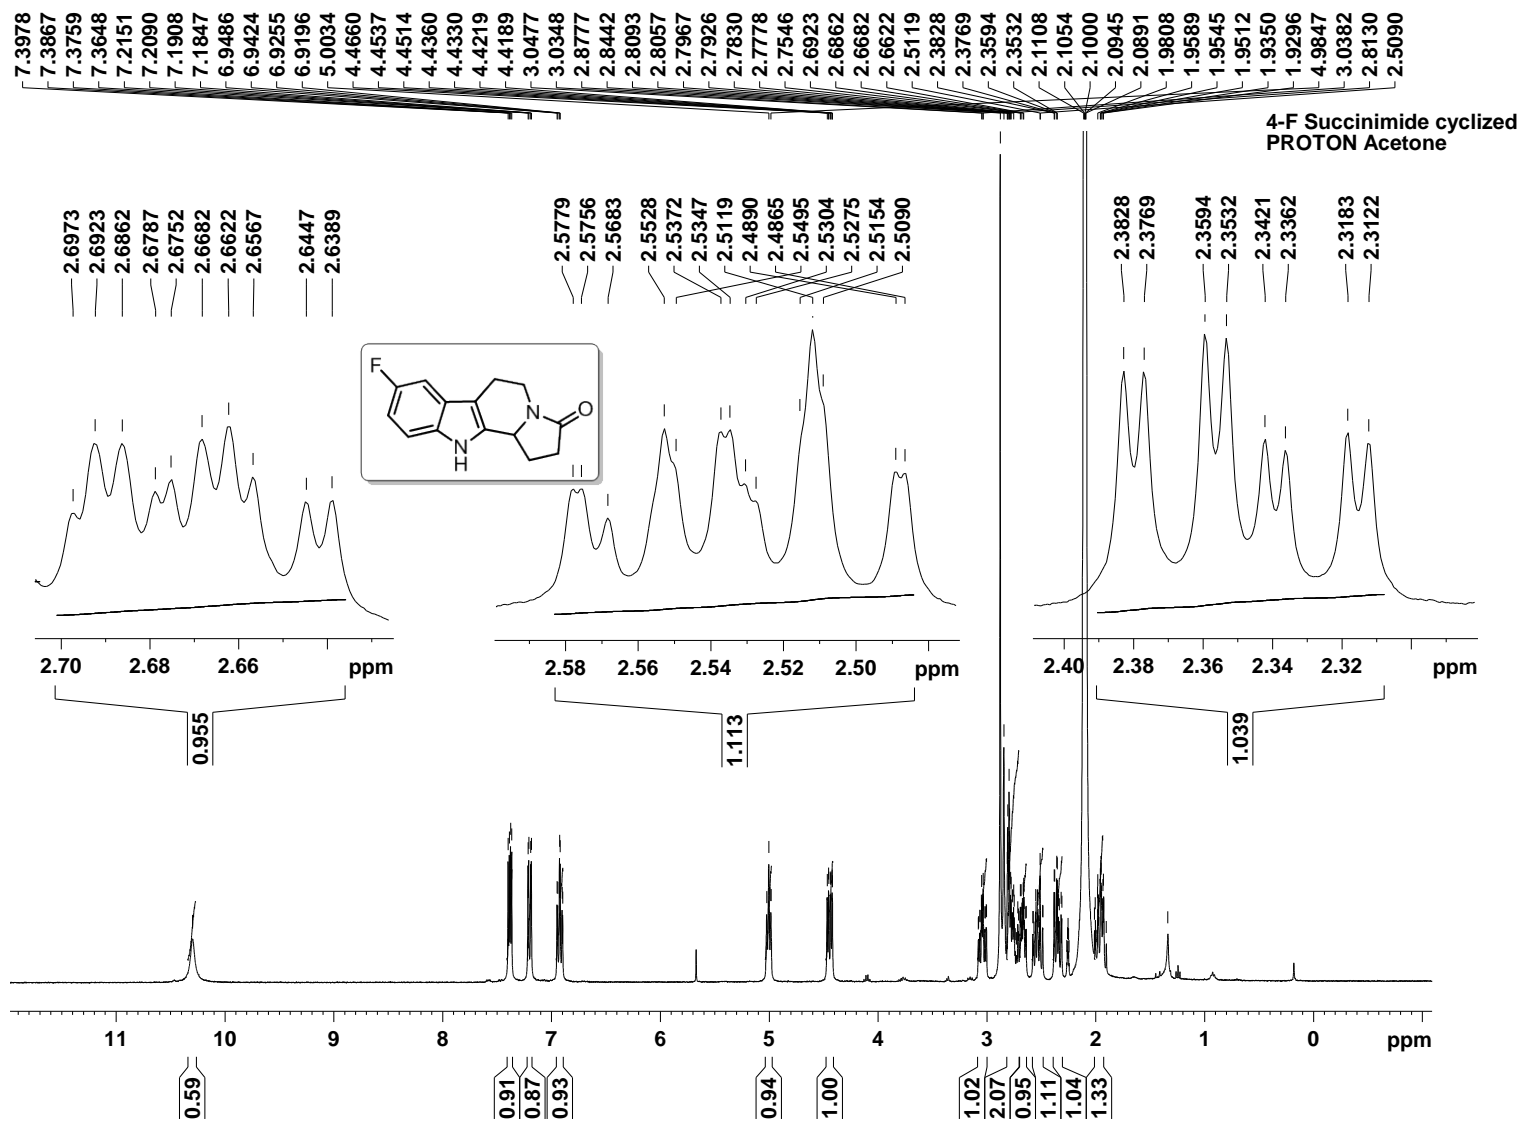 7.3978 7.3867 7.3759 7.3648 7.2151 7.2090 7.1908 7.1847 6.9486 6.9424 6.9255 6.9196 5.0034 4.4660 4.4537 4.4514 4.4360 4.4330 4.4219 4.4189 3.0477 3.0348 2.8777 2.8442 2.8093 2.8057 2.7967 2.7926 2.7830 2.7778 2.7546 2.6923 2.6862 2.6682 2.6622 2.5119 2.3828 2.3769 2.3594 2.3532 2.1108 2.1054 2.1000 2.0945 2.0891 1.9808 1.9589 1.9545 1.9512 1.9350 1.9296 4.9847 3.0382 2.8130 2.5090
4-F Succinimide cyclized
PROTON Acetone
2.6973 2.6923 2.6862 2.6787 2.6752 2.6682 2.6622 2.6567 2.6447 2.6389
2.5779 2.5756 2.5683 2.5528 2.5372 2.5347 2.5119 2.4890 2.4865 2.5495 2.5304 2.5275 2.5154 2.5090
2.3828 2.3769 2.3594 2.3532 2.3421 2.3362 2.3183 2.3122
F
N
O
N
H
2.70 2.68 2.66 ppm
2.58 2.56 2.54 2.52 2.50 ppm
2.40 2.38 2.36 2.34 2.32 ppm
0.955
1.113
1.039
11 10 9 8 7 6 5 4 3 2 1 0 ppm
0.59 0.91 0.87 0.93 0.94 1.00 1.02 2.07 0.95 1.11 1.04 1.33